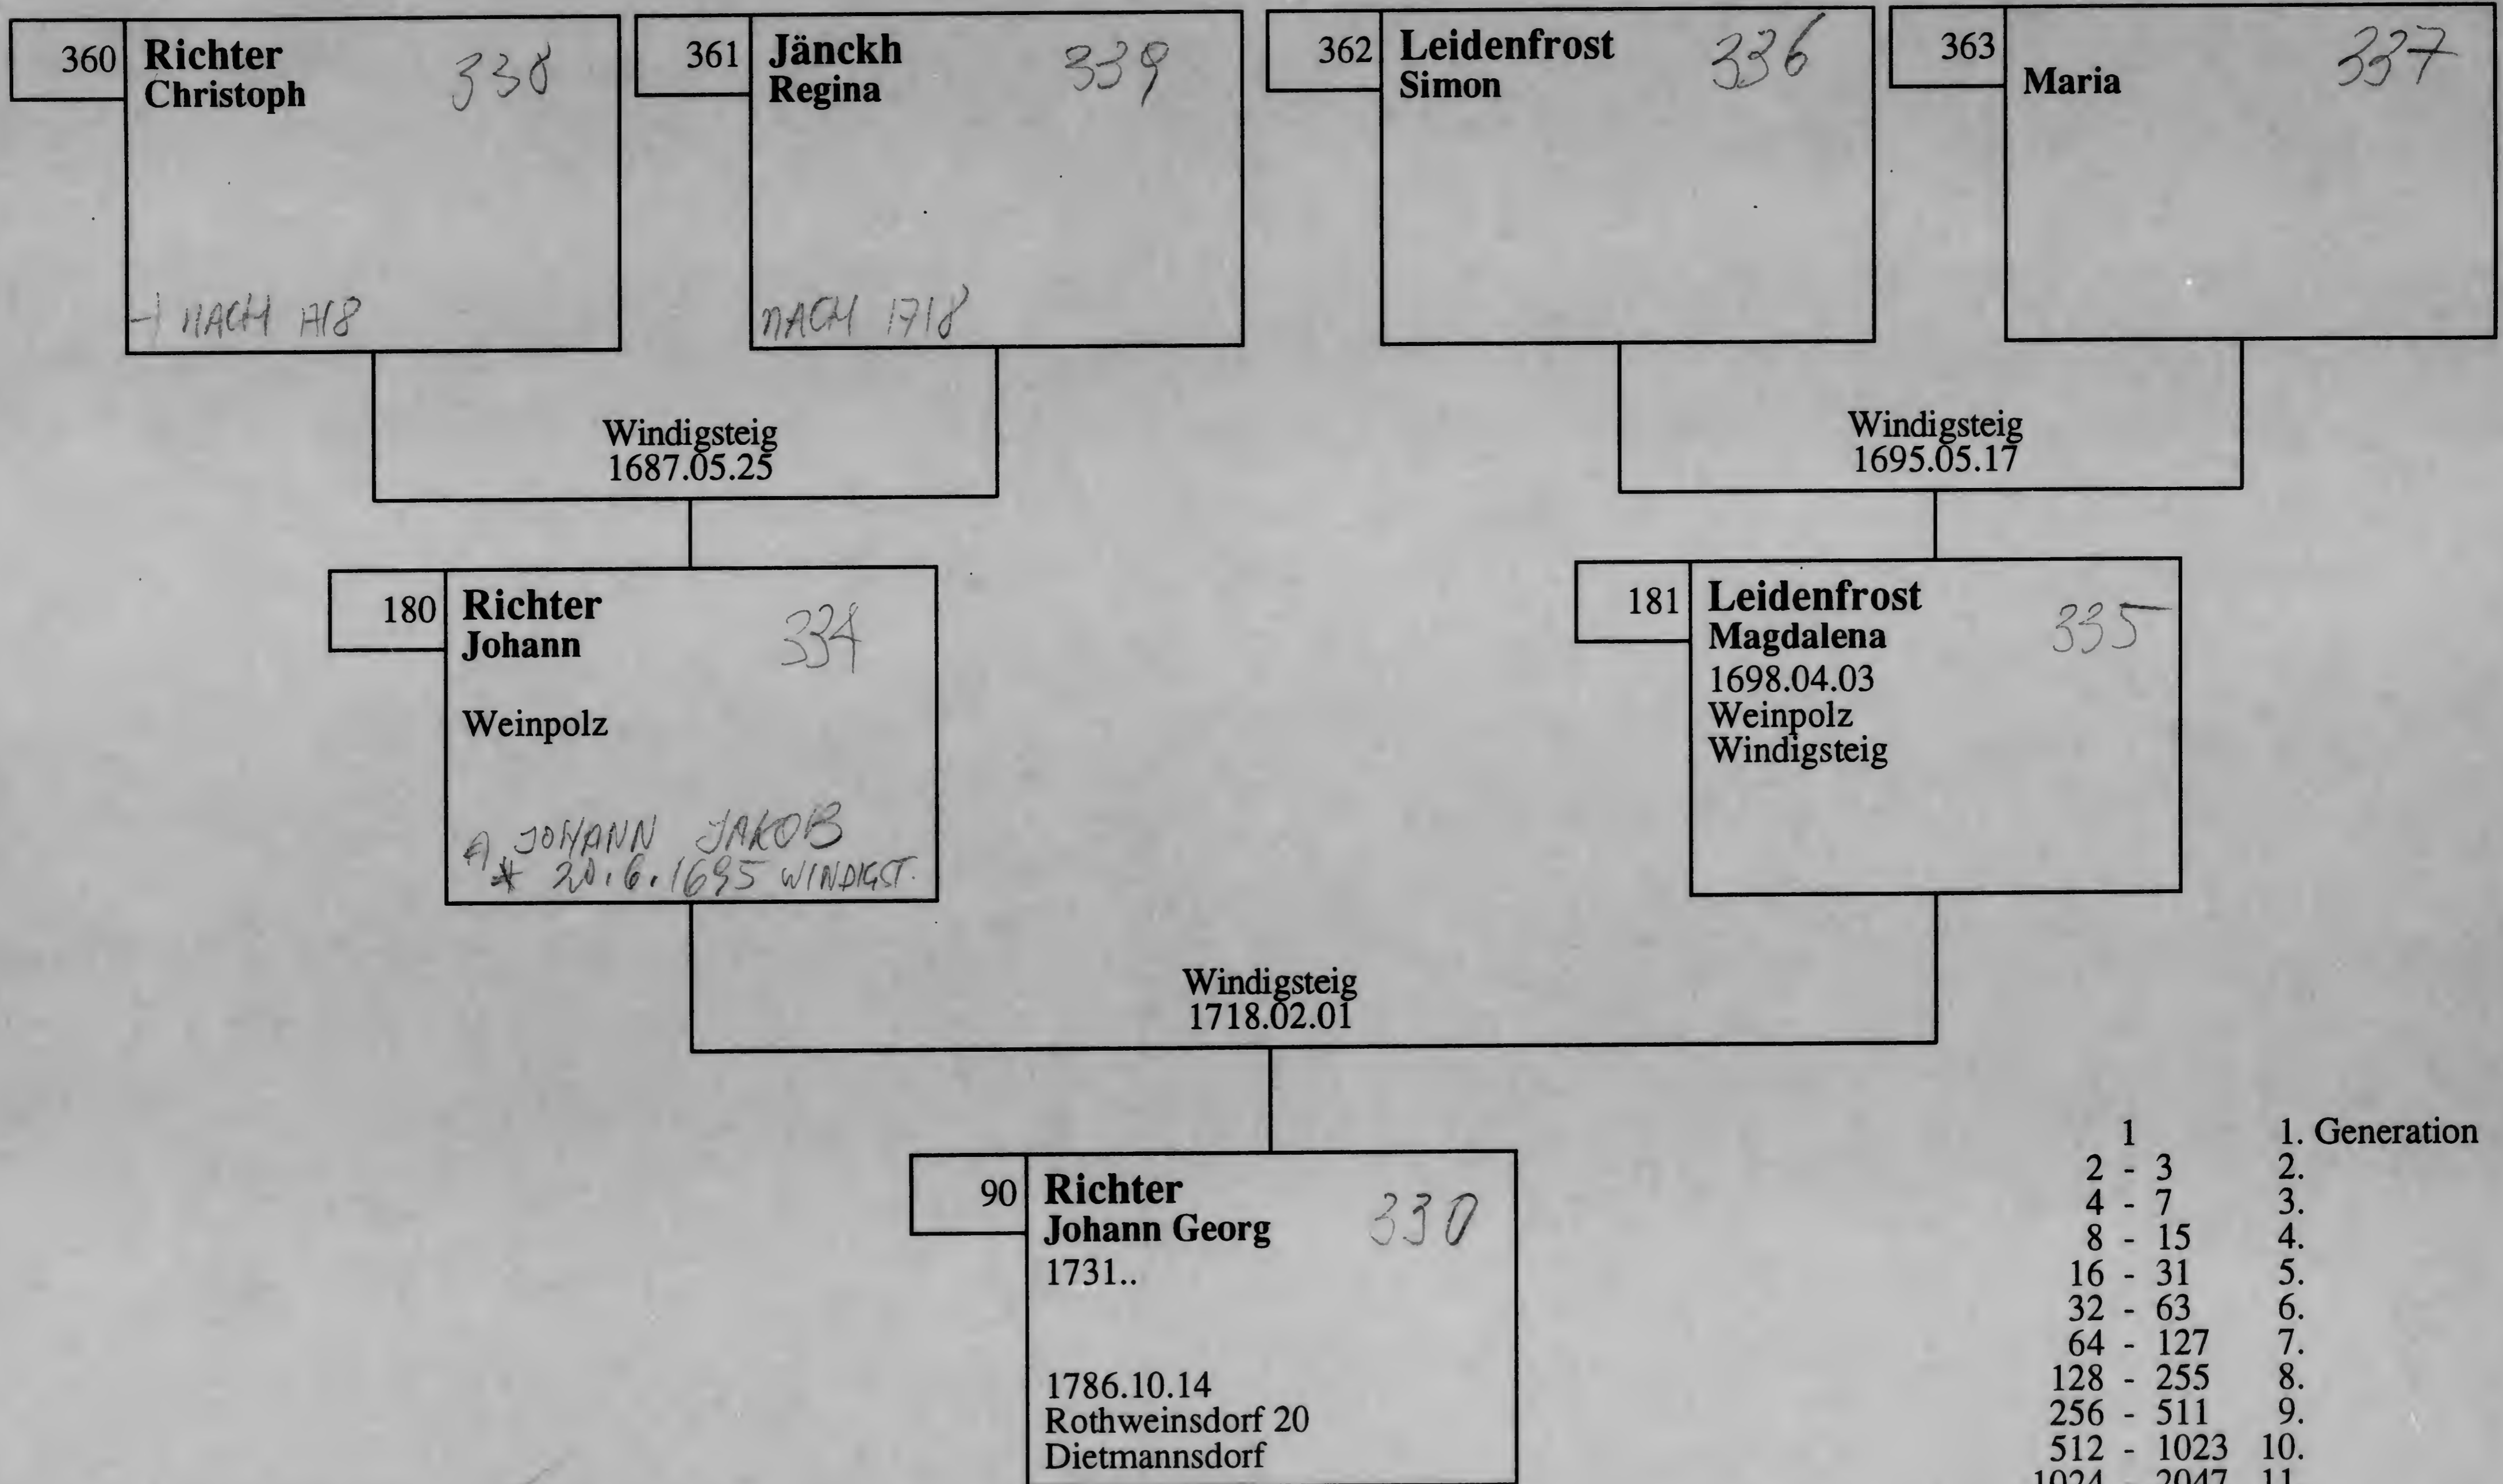 360 Richter 338
Christoph
NACH 1718
361 Jänckh 339
Regina
NACH 1718
362 Leidenfrost 336
Simon
363 337
Maria
Windigsteig
1687.05.25
Windigsteig
1695.05.17
180 Richter
Johann 334
Weinpolz
JOHANN JAKOB
* 20.6.1695 WINDIGST.
181 Leidenfrost
Magdalena 335
1698.04.03
Weinpolz
Windigsteig
Windigsteig
1718.02.01
90 Richter
Johann Georg 330
1731..
1786.10.14
Rothweinsdorf 20
Dietmannsdorf
1 1. Generation
2 - 3 2.
4 - 7 3.
8 - 15 4.
16 - 31 5.
32 - 63 6.
64 - 127 7.
128 - 255 8.
256 - 511 9.
512 - 1023 10.
1024 - 2047 11.